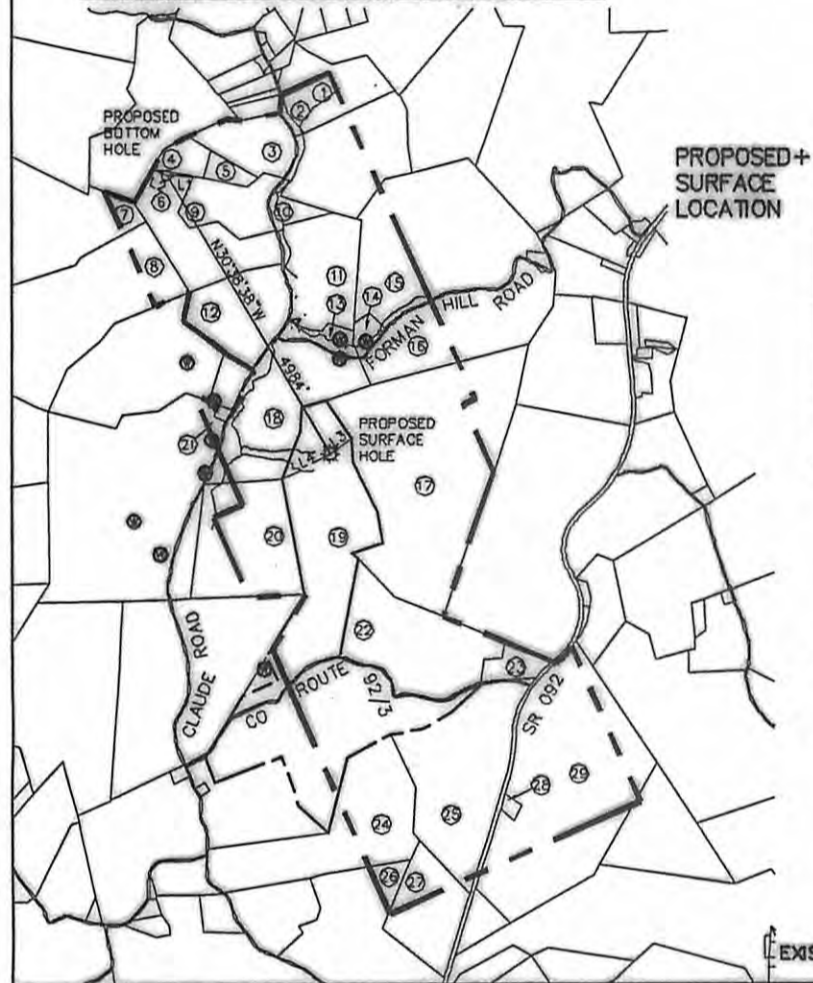 ①
②
PROPOSED
BOTTOM
HOLE
③
④
⑤
PROPOSED+
SURFACE
LOCATION
⑥
⑦
⑨
⑩
N30°38'38"W
⑧
⑪
⑮
⑫
⑬
⑭
FORMAN HILL ROAD
⑯
4984'
⑱
PROPOSED
SURFACE
HOLE
L4
L3
㉑
⑰
⑳
⑲
CLAUDE ROAD
㉒
㉓
CO ROUTE 92/3
SR 092
㉘
㉙
㉔
㉕
㉖
㉗
EXIS